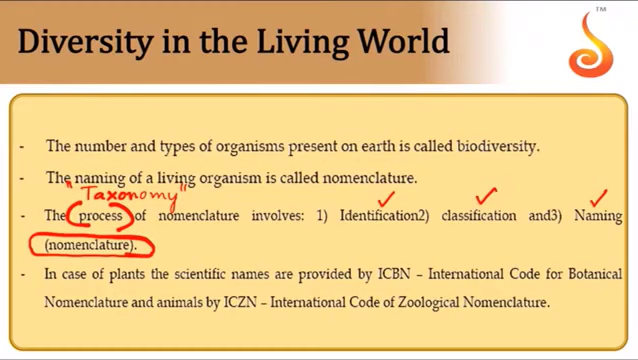 TM
Diversity in the Living World
- The number and types of organisms present on earth is called biodiversity.
- The naming of a living organism is called nomenclature.
"Taxonomy"
- The process of nomenclature involves: 1) Identification2) classification and3) Naming
(nomenclature).
- In case of plants the scientific names are provided by ICBN – International Code for Botanical
Nomenclature and animals by ICZN – International Code of Zoological Nomenclature.